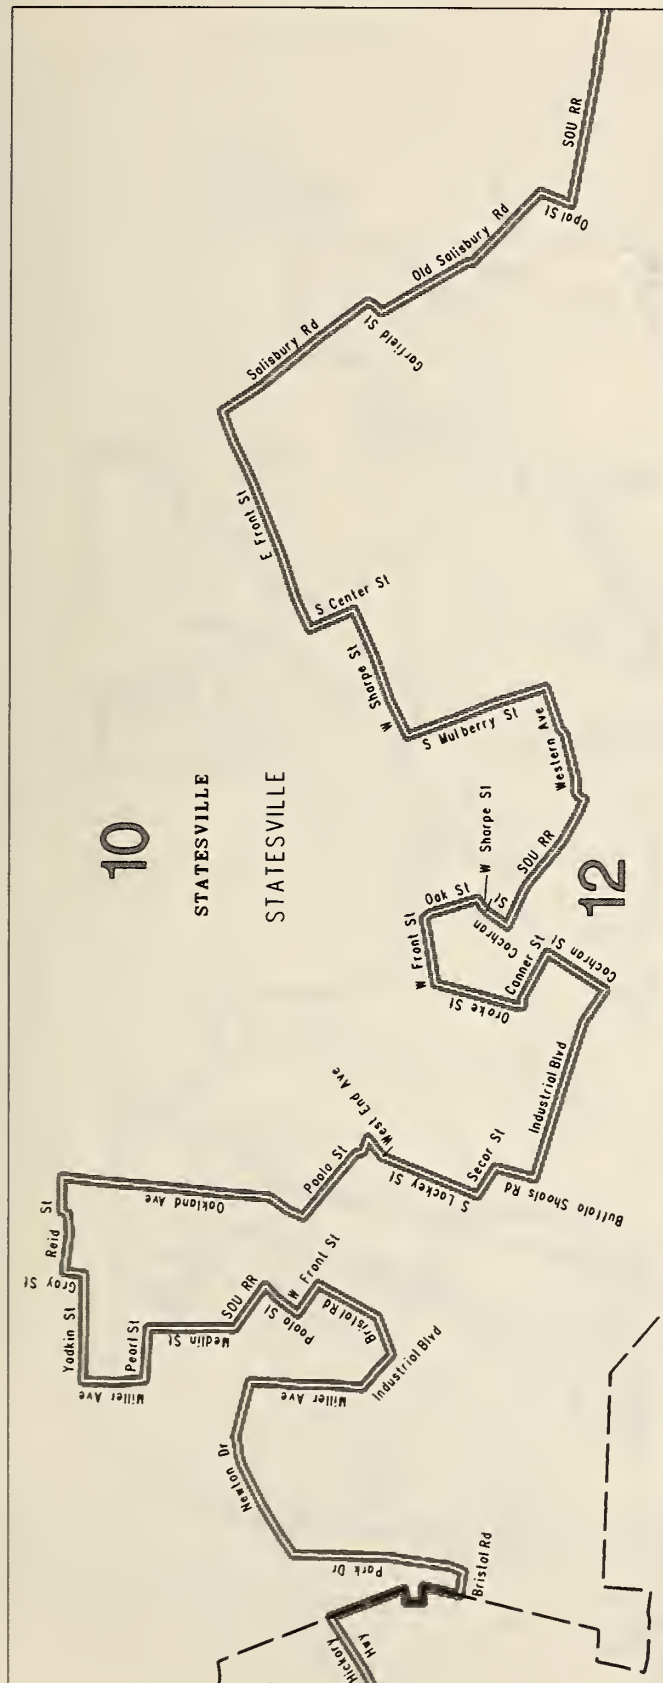 SOU RR
Opal St
Old Salisbury Rd
Garfield St
Salisbury Rd
E Front St
S Center St
W Sharpe St
S Mulberry St
Western Ave
SOU RR
W Sharpe St
Cochran St
Oak St
W Front St
Drake St
Conner St
Cochran St
Industrial Blvd
Buffalo Shoals Rd
Secor St
S Lackey St
West End Ave
Poola St
Oakland Ave
Reid St
Gray St
Yadkin St
Miller Ave
Pearl St
Medlin St
SOU RR
Poola St
W Front St
Bristol Rd
Industrial Blvd
Miller Ave
Newton Dr
Park Dr
Bristol Rd
Hickory Hwy
10
STATESVILLE
STATESVILLE
12